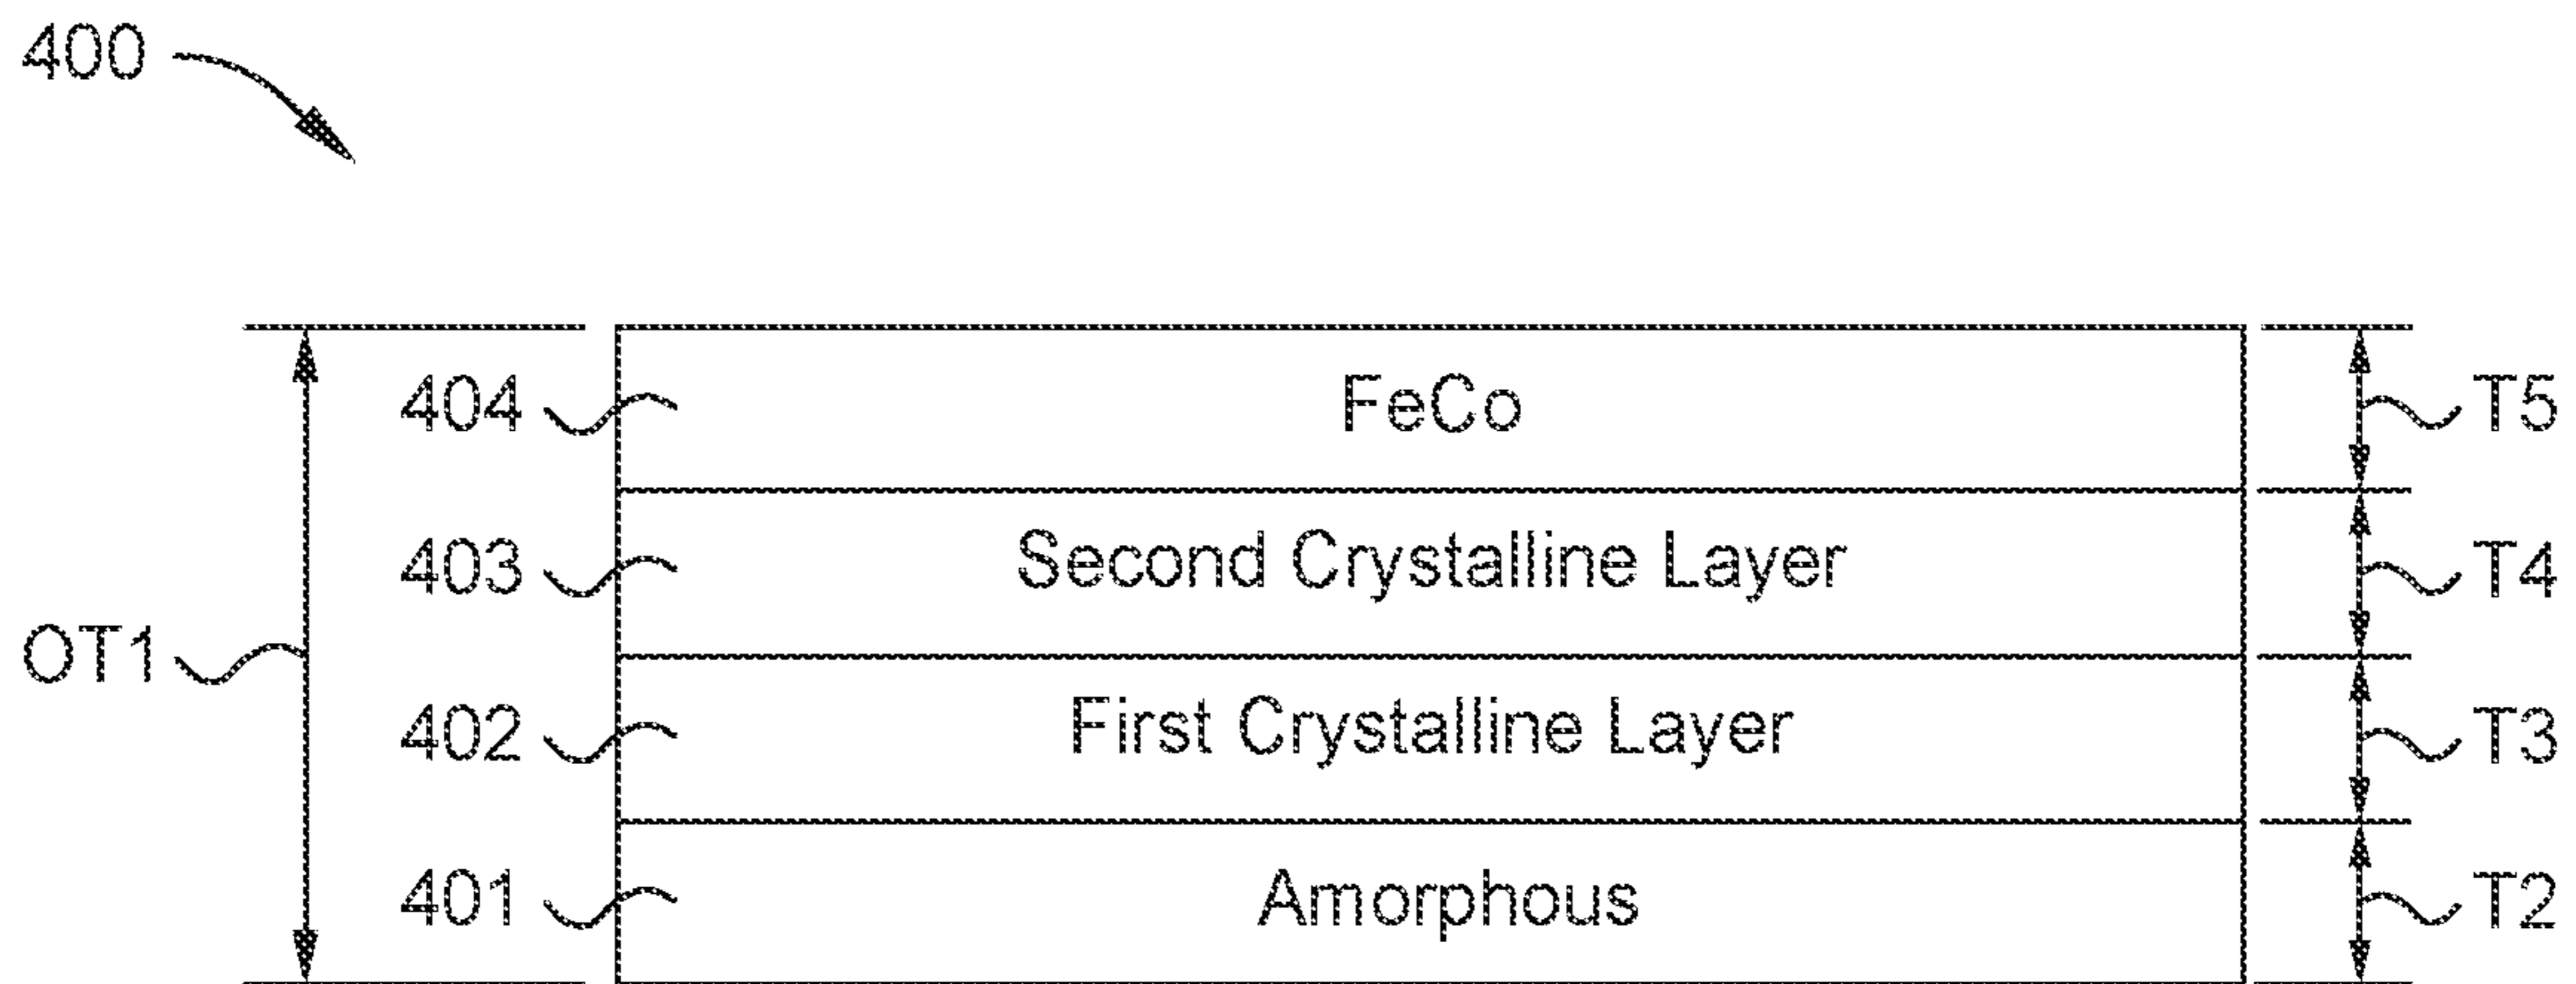 400
404 FeCo T5
403 Second Crystalline Layer T4
OT1
402 First Crystalline Layer T3
401 Amorphous T2